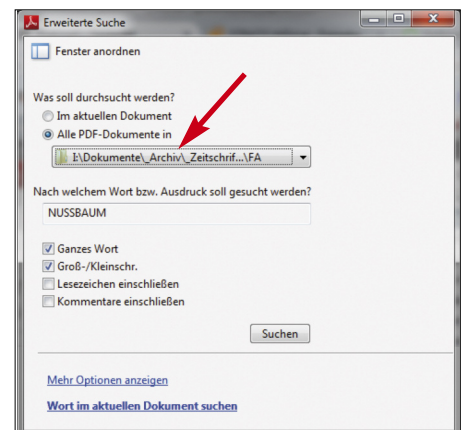 Erweiterte Suche
Fenster anordnen
Was soll durchsucht werden?
Im aktuellen Dokument
Alle PDF-Dokumente in
I:\Dokumente\_Archiv\_Zeitschrif...\FA
Nach welchem Wort bzw. Ausdruck soll gesucht werden?
NUSSBAUM
Ganzes Wort
Groß-/Kleinschr.
Lesezeichen einschließen
Kommentare einschließen
Suchen
Mehr Optionen anzeigen
Wort im aktuellen Dokument suchen